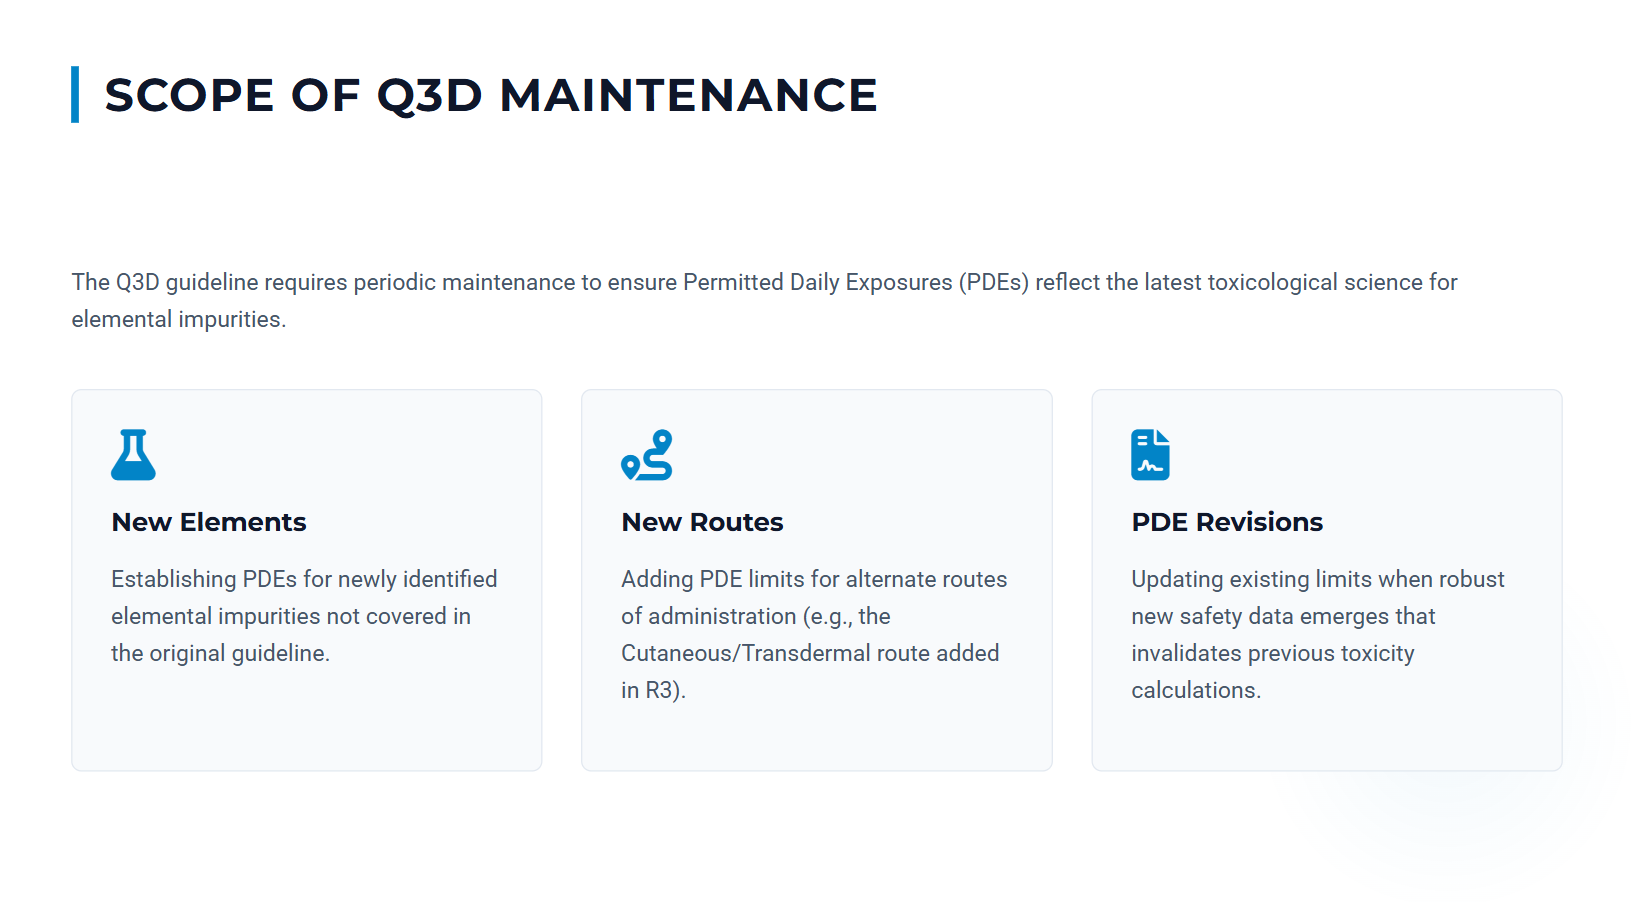 SCOPE OF Q3D MAINTENANCE
The Q3D guideline requires periodic maintenance to ensure Permitted Daily Exposures (PDEs) reflect the latest toxicological science for
elemental impurities.
New Elements
Establishing PDEs for newly identified
elemental impurities not covered in
the original guideline.
New Routes
Adding PDE limits for alternate routes
of administration (e.g., the
Cutaneous/Transdermal route added
in R3).
PDE Revisions
Updating existing limits when robust
new safety data emerges that
invalidates previous toxicity
calculations.